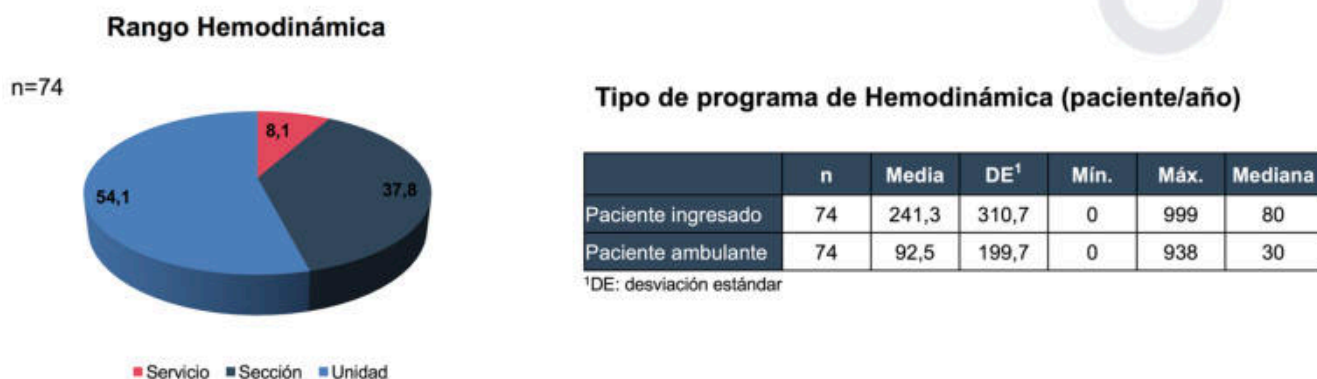 Rango Hemodinámica
n=74
8,1
37,8
54,1
Servicio Sección Unidad
Tipo de programa de Hemodinámica (paciente/año)
n Media DE¹ Mín. Máx. Mediana
Paciente ingresado 74 241,3 310,7 0 999 80
Paciente ambulante 74 92,5 199,7 0 938 30
¹DE: desviación estándar